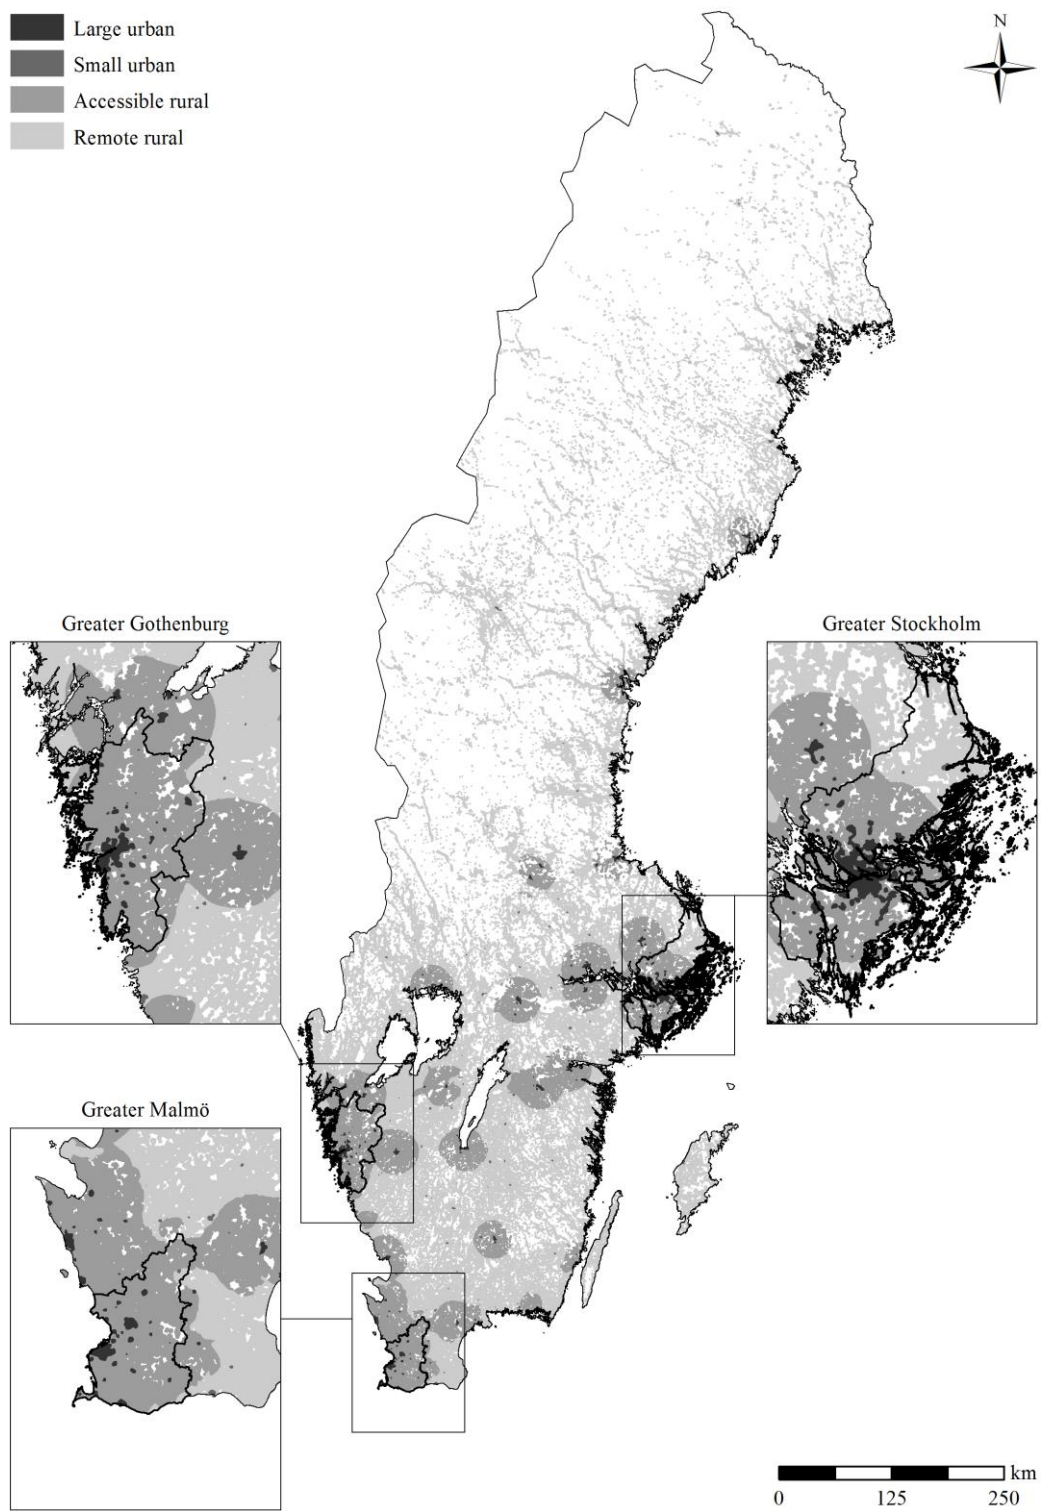 Large urban
Small urban
Accessible rural
Remote rural
N
Greater Gothenburg
Greater Stockholm
Greater Malmö
km
0 125 250